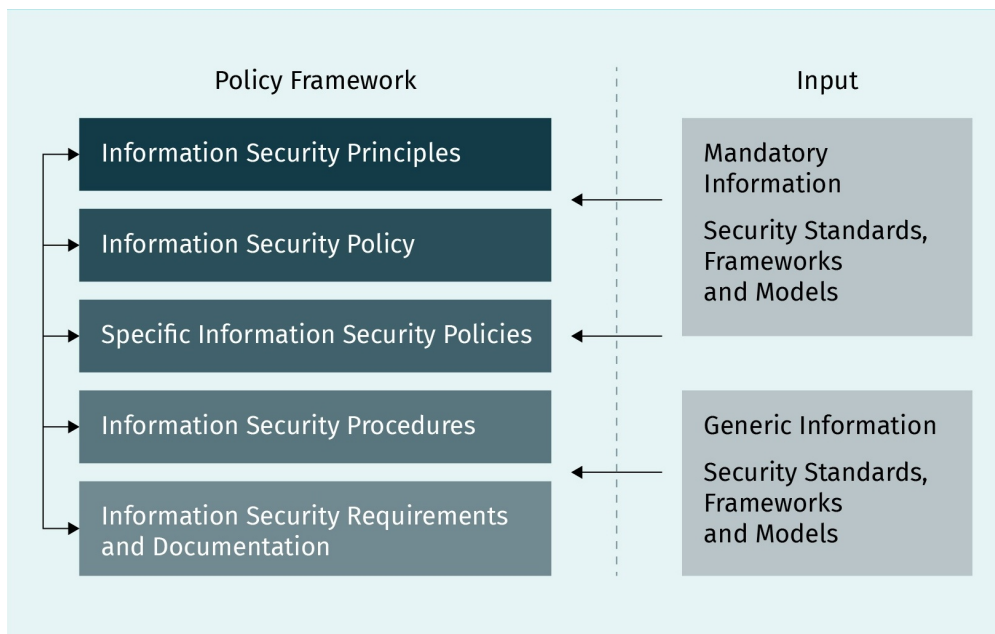 Policy Framework
Information Security Principles
Information Security Policy
Specific Information Security Policies
Information Security Procedures
Information Security Requirements
and Documentation
Input
Mandatory
Information
Security Standards,
Frameworks
and Models
Generic Information
Security Standards,
Frameworks
and Models